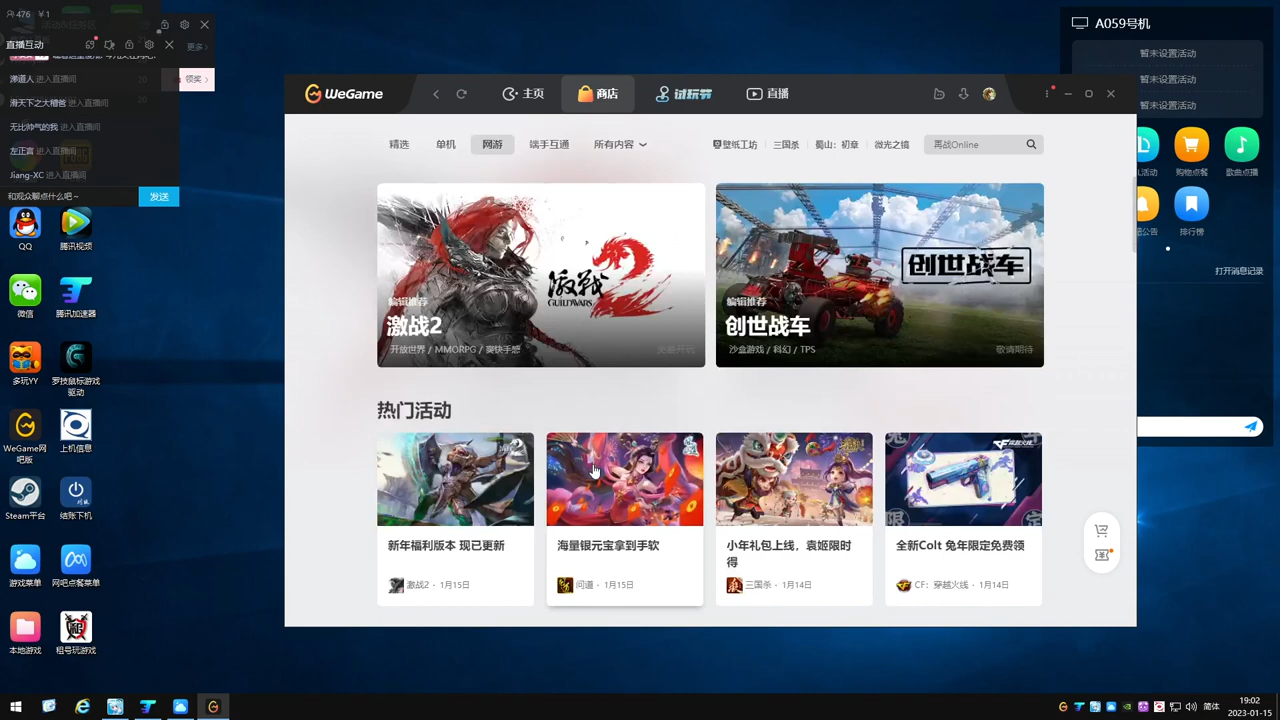 476 ¥1
直播互动
更多
洲道人 进入直播间
领奖
海天下之大稽爸 进入直播间
无比帅气的我 进入直播间
左正言 进入直播间
Jiang-XC 进入直播间
和观众聊点什么吧~
发送
QQ
腾讯视频
微信
腾讯加速器
多玩YY
罗技鼠标游戏
驱动
WeGame网
吧版
上机信息
Steam平台
结账下机
游戏菜单
网吧点餐菜单
本地游戏
租号玩游戏
WeGame
主页
商店
试玩节
直播
精选
单机
网游
端手互通
所有内容
壁纸工坊
三国杀
蜀山：初章
微光之镜
再战Online
激战2
GUILD WARS 2
编辑推荐
激战2
开放世界 / MMORPG / 爽快手感
创世战车
编辑推荐
创世战车
沙盒游戏 / 科幻 / TPS
敬请期待
热门活动
新年福利版本 现已更新
激战2 · 1月15日
海量银元宝拿到手软
问道 · 1月15日
小年礼包上线，袁姬限时
得
三国杀 · 1月14日
全新Colt 兔年限定免费领
CF：穿越火线 · 1月14日
A059号机
暂未设置活动
暂未设置活动
暂未设置活动
活动
购物点餐
歌曲点播
公告
排行榜
打开消息记录
简体
19:02
2023-01-15